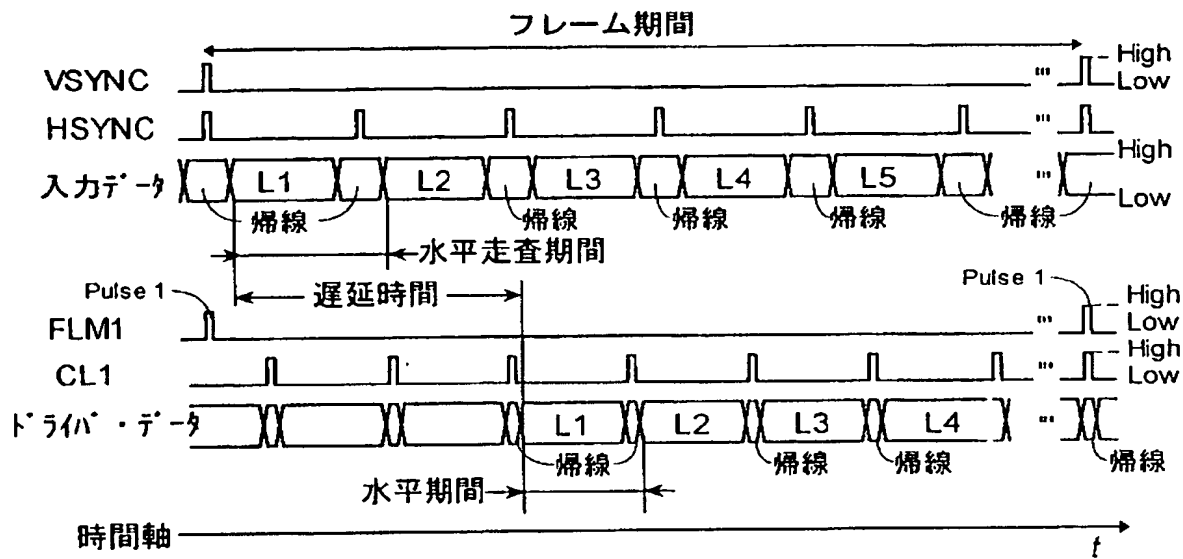 フレーム期間
VSYNC
High
Low
HSYNC
入力データ
L1 L2 L3 L4 L5
High
Low
帰線 帰線 帰線 帰線 帰線
水平走査期間
遅延時間
Pulse 1 Pulse 1
FLM1
High
Low
CL1
High
Low
ドライバ・データ
L1 L2 L3 L4
帰線 帰線 帰線 帰線
水平期間
時間軸
t